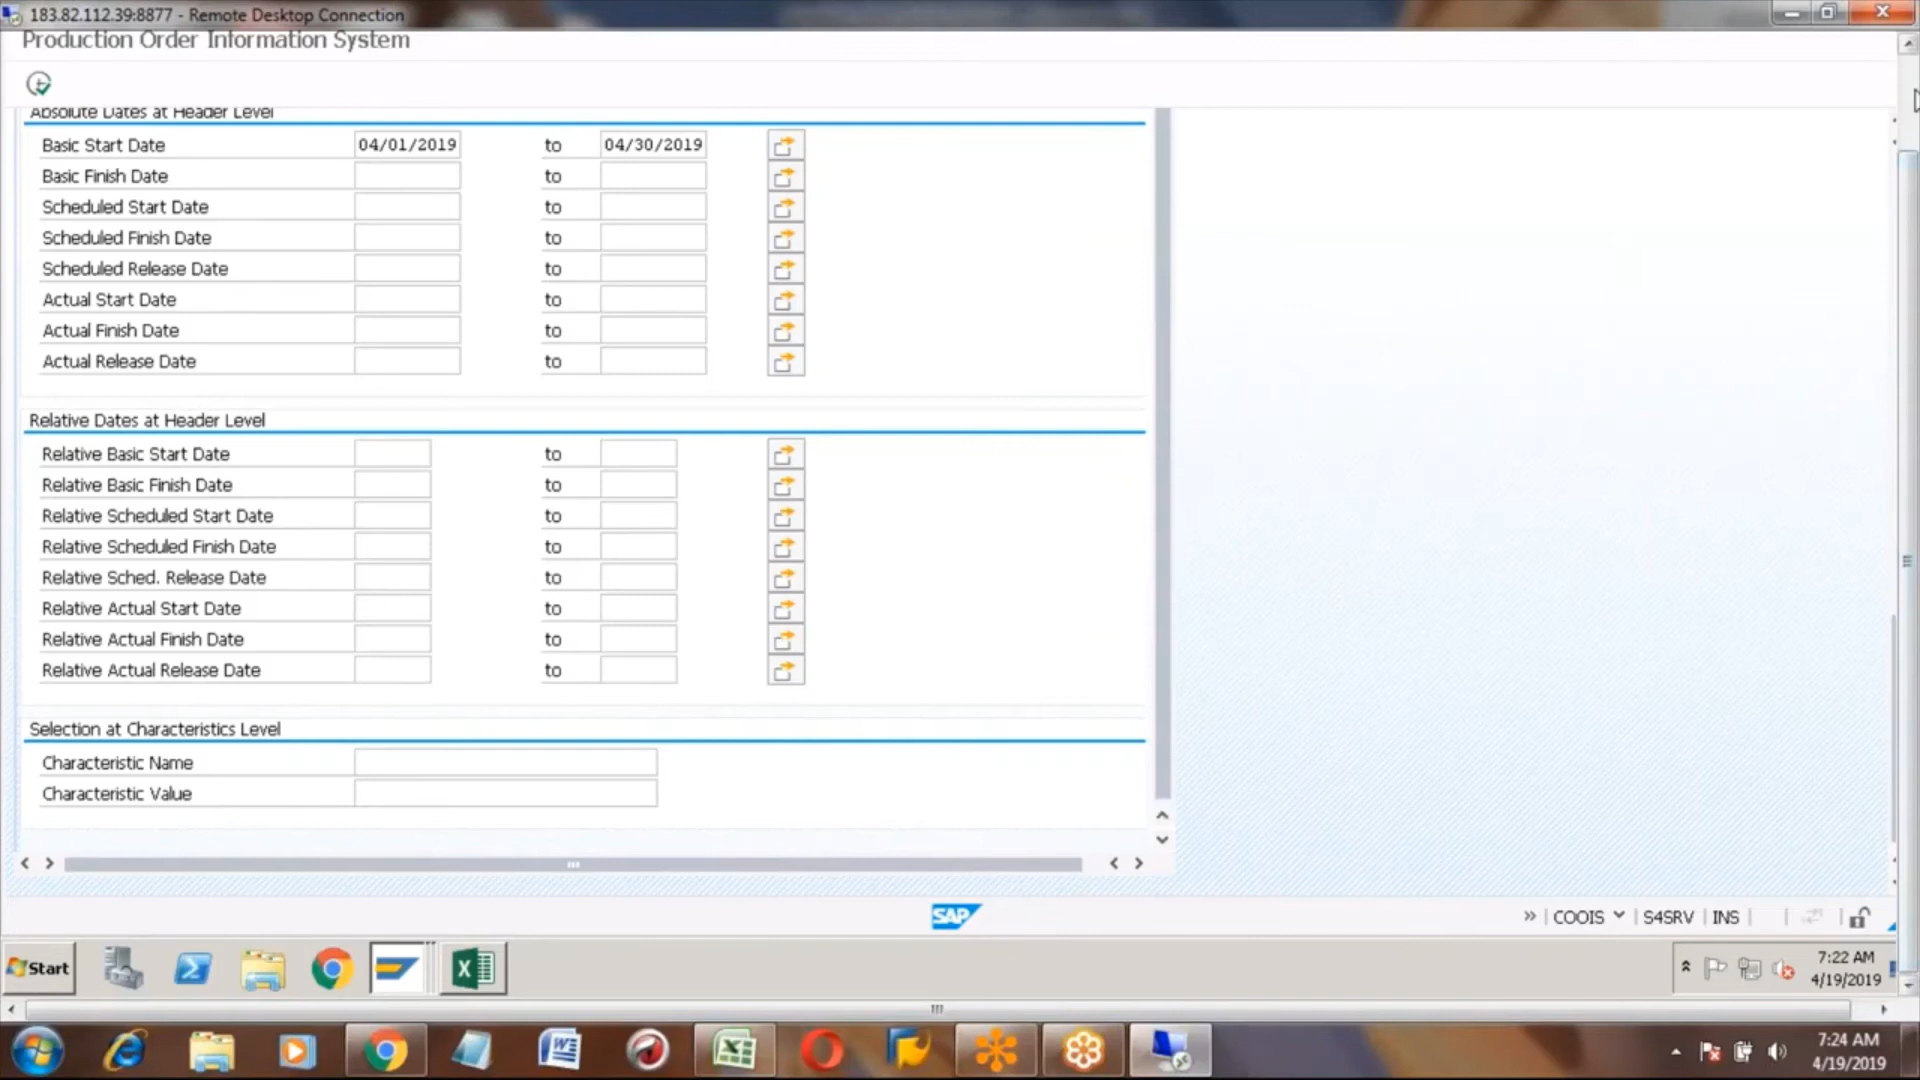 183.82.112.39:8877 - Remote Desktop Connection
Production Order Information System
Absolute Dates at Header Level
Basic Start Date 04/01/2019 to 04/30/2019
Basic Finish Date to
Scheduled Start Date to
Scheduled Finish Date to
Scheduled Release Date to
Actual Start Date to
Actual Finish Date to
Actual Release Date to
Relative Dates at Header Level
Relative Basic Start Date to
Relative Basic Finish Date to
Relative Scheduled Start Date to
Relative Scheduled Finish Date to
Relative Sched. Release Date to
Relative Actual Start Date to
Relative Actual Finish Date to
Relative Actual Release Date to
Selection at Characteristics Level
Characteristic Name
Characteristic Value
SAP
COOIS S4SRV INS
Start
7:22 AM
4/19/2019
7:24 AM
4/19/2019